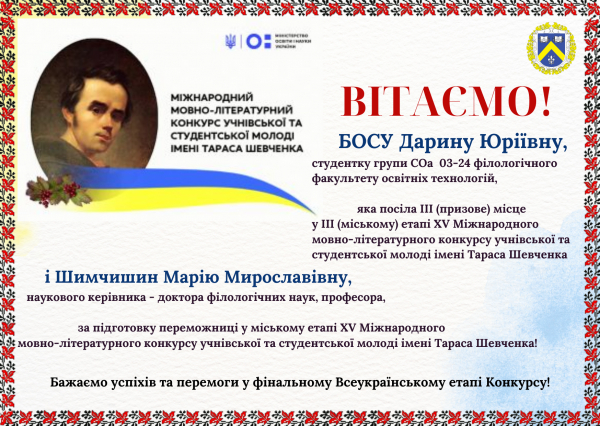 МІНІСТЕРСТВО
ОСВІТИ І НАУКИ
УКРАЇНИ
МІЖНАРОДНИЙ
МОВНО-ЛІТЕРАТУРНИЙ
КОНКУРС УЧНІВСЬКОЇ ТА
СТУДЕНТСЬКОЇ МОЛОДІ
ІМЕНІ ТАРАСА ШЕВЧЕНКА
ВІТАЄМО!
БОСУ Дарину Юріївну,
студентку групи СОа 03-24 філологічного
факультету освітніх технологій,
яка посіла ІІІ (призове) місце
у ІІІ (міському) етапі XV Міжнародного
мовно-літературного конкурсу учнівської та
студентської молоді імені Тараса Шевченка
і Шимчишин Марію Мирославівну,
наукового керівника - доктора філологічних наук, професора,
за підготовку переможниці у міському етапі XV Міжнародного
мовно-літературного конкурсу учнівської та студентської молоді імені Тараса Шевченка!
Бажаємо успіхів та перемоги у фінальному Всеукраїнському етапі Конкурсу!